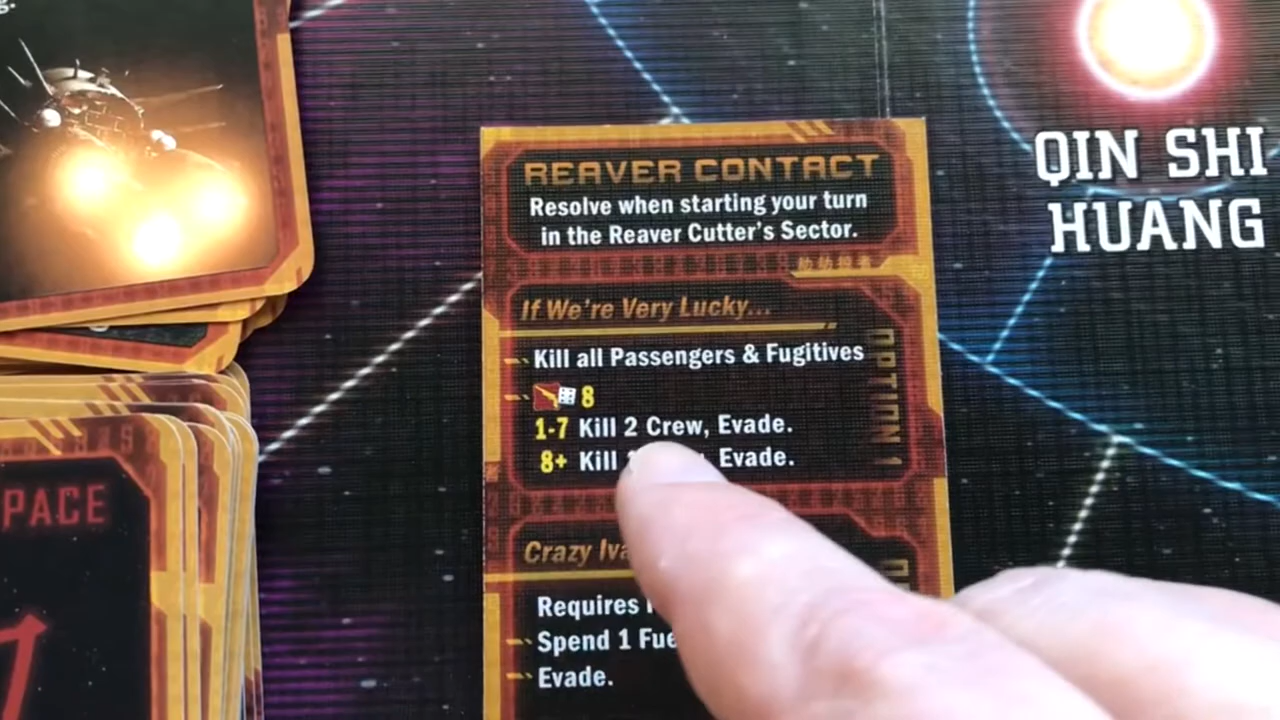 g.
REAVER CONTACT
Resolve when starting your turn
in the Reaver Cutter's Sector.
If We're Very Lucky...
Kill all Passengers & Fugitives
8
1-7 Kill 2 Crew, Evade.
8+ Kill Evade.
OPTION 1
Crazy
Requires
Spend 1
Evade.
PACE
QIN SHI
HUANG